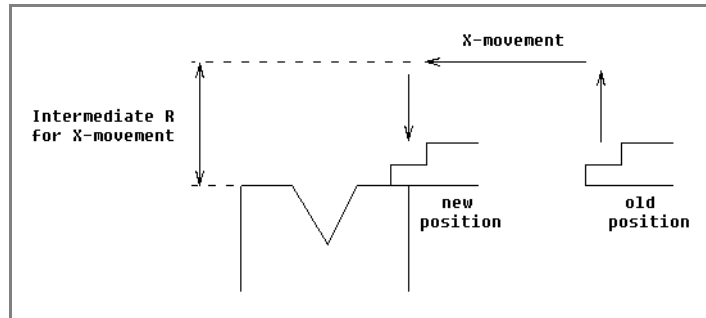 X-movement
Intermediate R
for X-movement
new
position
old
position